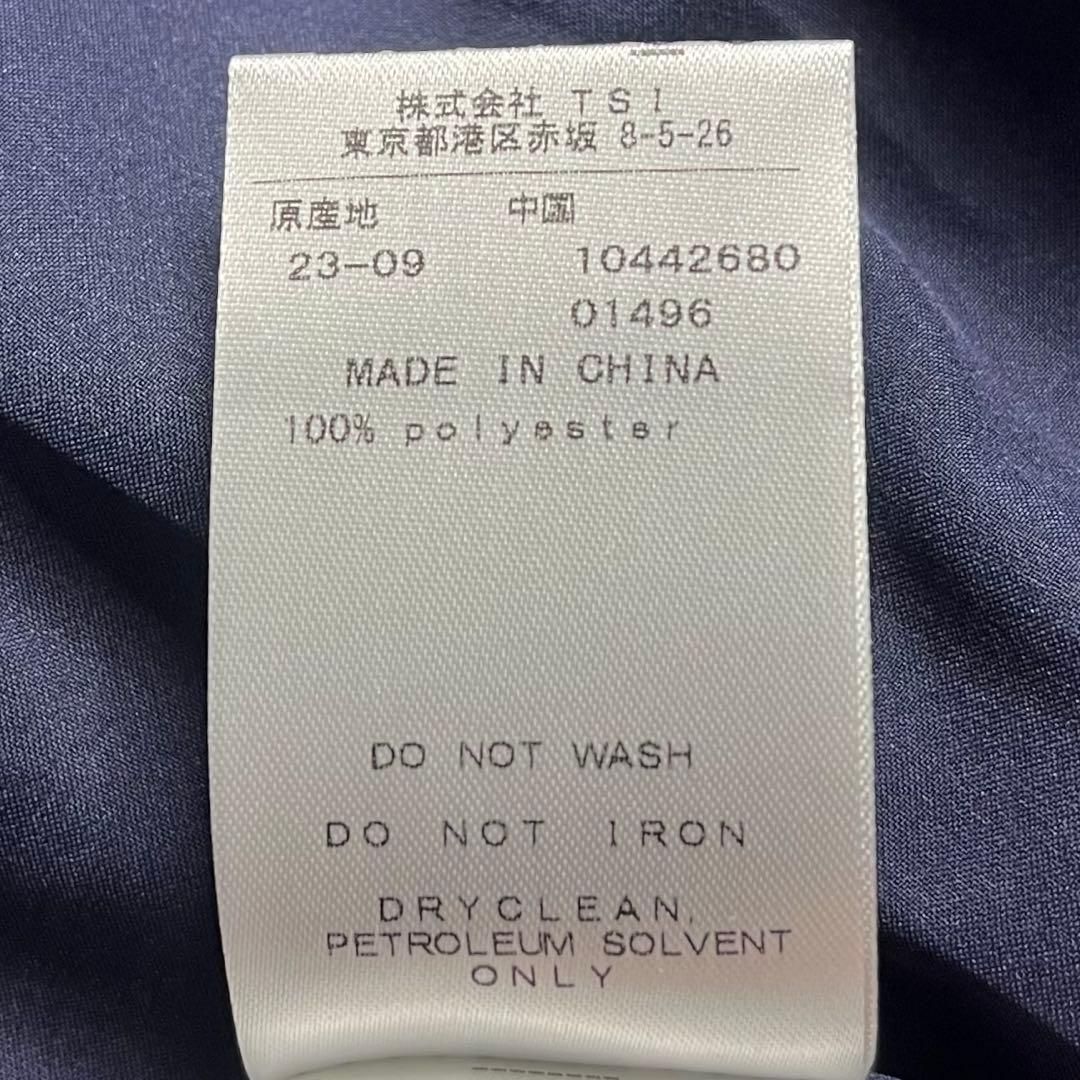 株式会社 TSI
東京都港区赤坂 8-5-26
原産地 中國
23-09 10442680
01496
MADE IN CHINA
100% polyester
DO NOT WASH
DO NOT IRON
DRYCLEAN,
PETROLEUM SOLVENT
ONLY